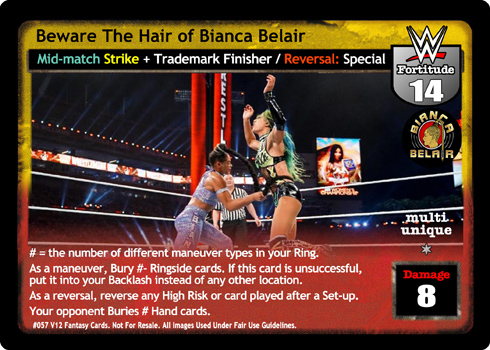 Beware The Hair of Bianca Belair
Mid-match Strike + Trademark Finisher / Reversal: Special
Fortitude
14
BIANCA
BELAIR
multi
unique
# = the number of different maneuver types in your Ring.
As a maneuver, Bury #- Ringside cards. If this card is unsuccessful,
put it into your Backlash instead of any other location.
As a reversal, reverse any High Risk or card played after a Set-up.
Your opponent Buries # Hand cards.
Damage
8
#057 V12 Fantasy Cards. Not For Resale. All Images Used Under Fair Use Guidelines.